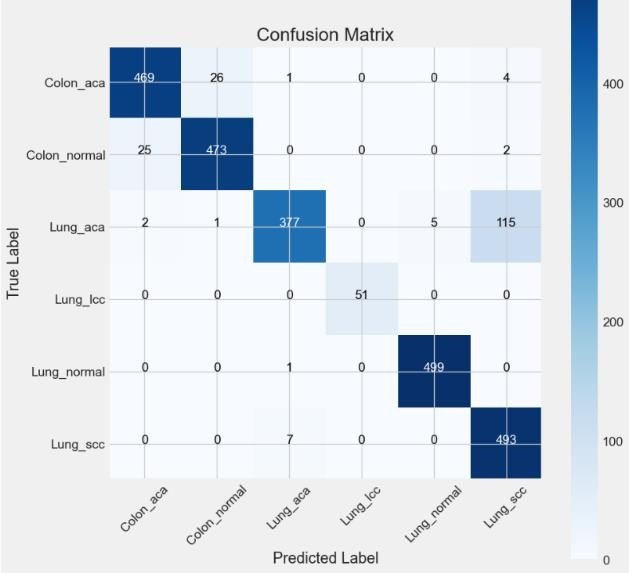 Confusion Matrix
True Label
Colon_aca 469 26 1 0 0 4
Colon_normal 25 473 0 0 0 2
Lung_aca 2 1 377 0 5 115
Lung_lcc 0 0 0 51 0 0
Lung_normal 0 0 1 0 499 0
Lung_scc 0 0 7 0 0 493
Colon_aca Colon_normal Lung_aca Lung_lcc Lung_normal Lung_scc
Predicted Label
400
300
200
100
0